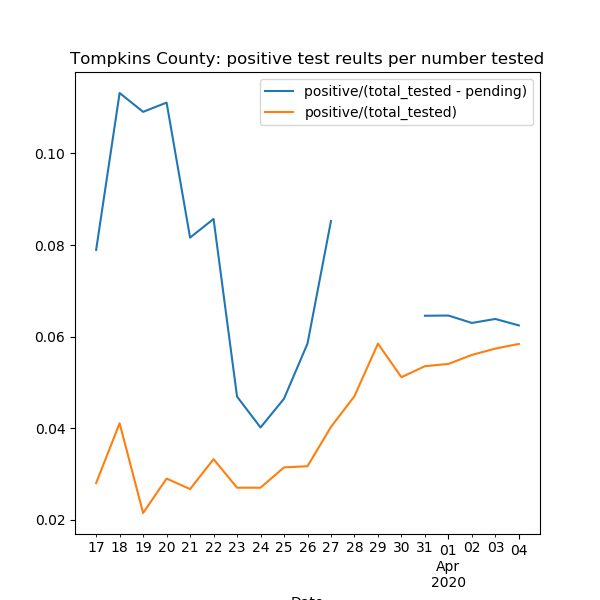 Tompkins County: positive test reults per number tested
positive/(total_tested - pending)
positive/(total_tested)
0.10
0.08
0.06
0.04
0.02
17 18 19 20 21 22 23 24 25 26 27 28 29 30 31 01 02 03 04
Apr
2020
Date